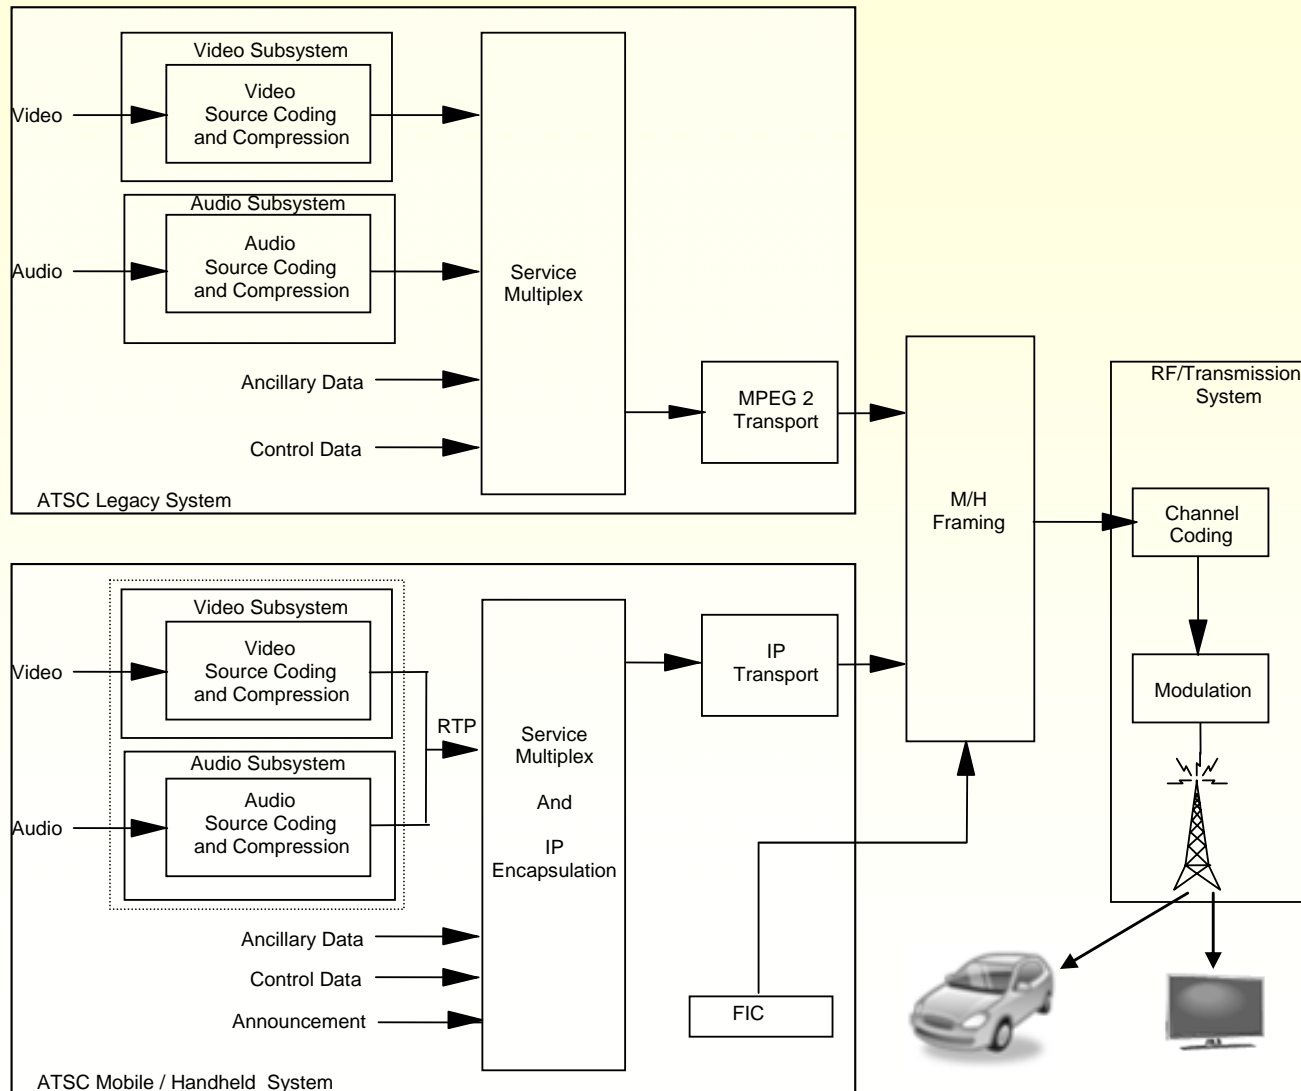 Video Subsystem
Video
Video
Source Coding
and Compression
Audio Subsystem
Audio
Audio
Source Coding
and Compression
Ancillary Data
Control Data
Service
Multiplex
MPEG 2
Transport
ATSC Legacy System
M/H
Framing
RF/Transmission
System
Channel
Coding
Modulation
Video Subsystem
Video
Video
Source Coding
and Compression
RTP
Audio Subsystem
Audio
Audio
Source Coding
and Compression
Ancillary Data
Control Data
Announcement
Service
Multiplex
And
IP
Encapsulation
IP
Transport
FIC
ATSC Mobile / Handheld System